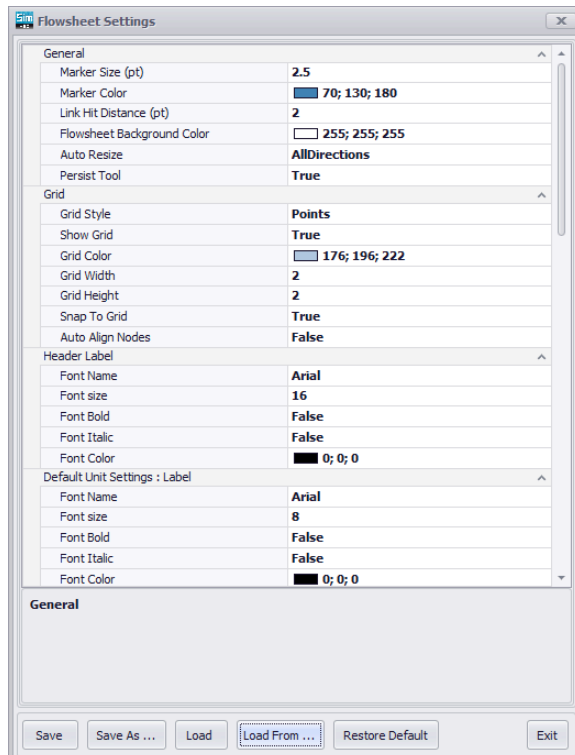 Sim
Flowsheet Settings
General
Marker Size (pt) 2.5
Marker Color 70; 130; 180
Link Hit Distance (pt) 2
Flowsheet Background Color 255; 255; 255
Auto Resize AllDirections
Persist Tool True
Grid
Grid Style Points
Show Grid True
Grid Color 176; 196; 222
Grid Width 2
Grid Height 2
Snap To Grid True
Auto Align Nodes False
Header Label
Font Name Arial
Font size 16
Font Bold False
Font Italic False
Font Color 0; 0; 0
Default Unit Settings : Label
Font Name Arial
Font size 8
Font Bold False
Font Italic False
Font Color 0; 0; 0
General
Save Save As ... Load Load From ... Restore Default Exit